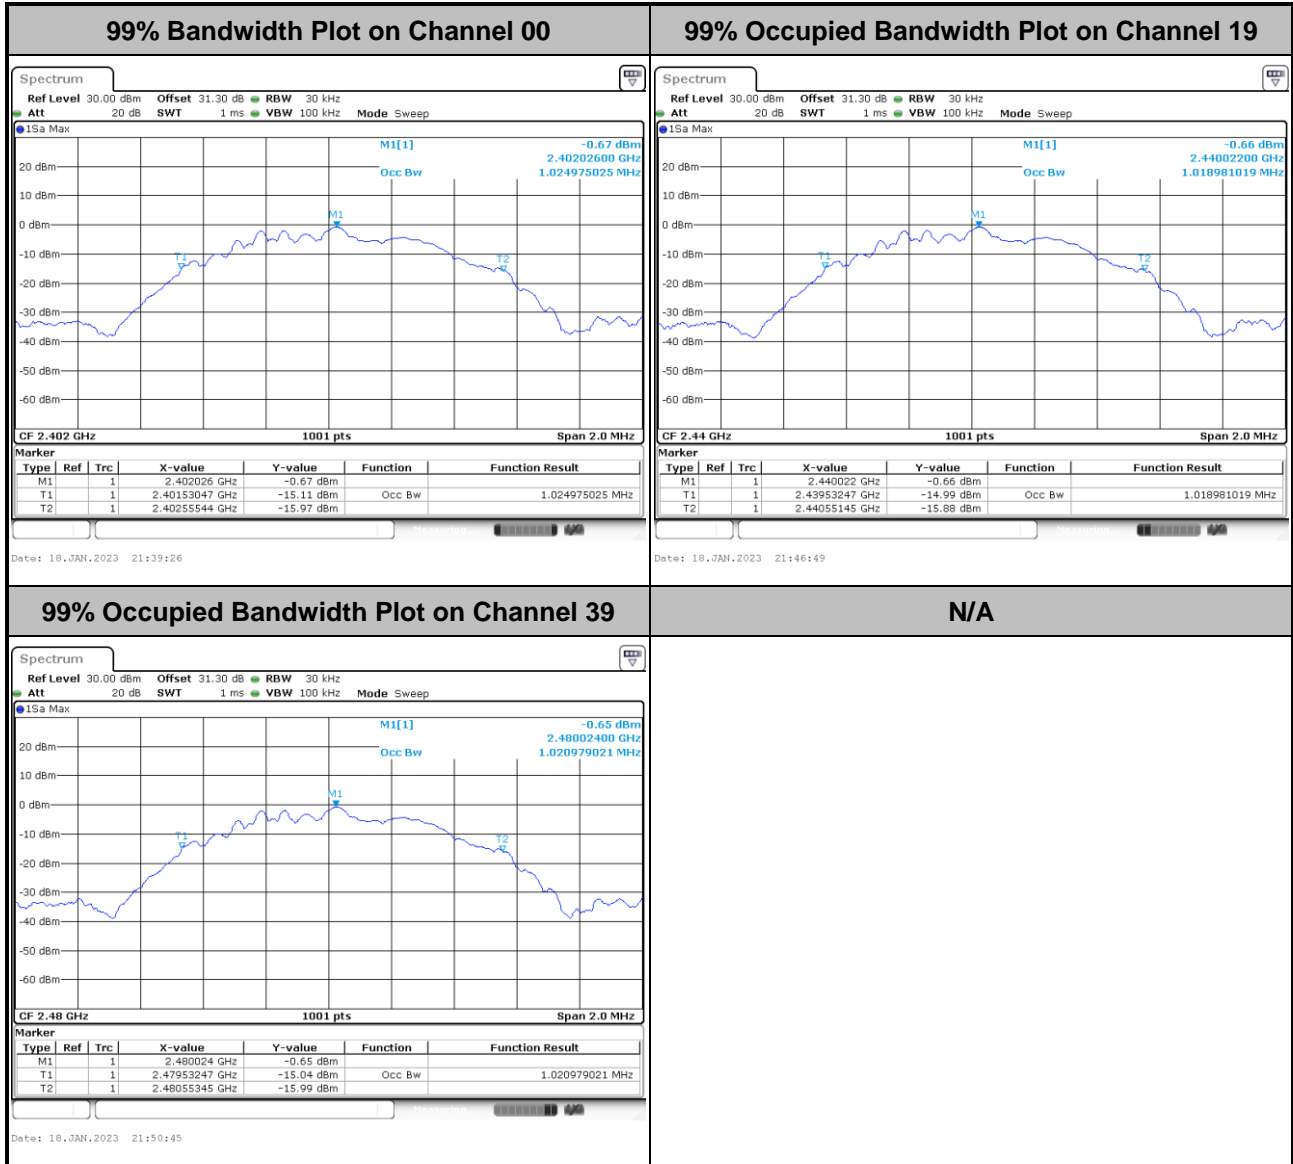 99% Bandwidth Plot on Channel 00
Spectrum
Ref Level 30.00 dBm Offset 31.30 dB RBW 30 kHz
Att 20 dB SWT 1 ms VBW 100 kHz Mode Sweep
1Sa Max
M1[1] -0.67 dBm
2.40202600 GHz
Occ Bw 1.024975025 MHz
20 dBm
10 dBm
0 dBm
-10 dBm
-20 dBm
-30 dBm
-40 dBm
-50 dBm
-60 dBm
M1
T1
T2
CF 2.402 GHz 1001 pts Span 2.0 MHz
Marker
Type Ref Trc X-value Y-value Function Function Result
M1 1 2.402026 GHz -0.67 dBm
T1 1 2.40153047 GHz -15.11 dBm Occ Bw 1.024975025 MHz
T2 1 2.40255544 GHz -15.97 dBm
Measuring...
Date: 18.JAN.2023 21:39:26
99% Occupied Bandwidth Plot on Channel 19
Spectrum
Ref Level 30.00 dBm Offset 31.30 dB RBW 30 kHz
Att 20 dB SWT 1 ms VBW 100 kHz Mode Sweep
1Sa Max
M1[1] -0.66 dBm
2.44002200 GHz
Occ Bw 1.018981019 MHz
20 dBm
10 dBm
0 dBm
-10 dBm
-20 dBm
-30 dBm
-40 dBm
-50 dBm
-60 dBm
M1
T1
T2
CF 2.44 GHz 1001 pts Span 2.0 MHz
Marker
Type Ref Trc X-value Y-value Function Function Result
M1 1 2.440022 GHz -0.66 dBm
T1 1 2.43953247 GHz -14.99 dBm Occ Bw 1.018981019 MHz
T2 1 2.44055145 GHz -15.88 dBm
Measuring...
Date: 18.JAN.2023 21:46:49
99% Occupied Bandwidth Plot on Channel 39
Spectrum
Ref Level 30.00 dBm Offset 31.30 dB RBW 30 kHz
Att 20 dB SWT 1 ms VBW 100 kHz Mode Sweep
1Sa Max
M1[1] -0.65 dBm
2.48002400 GHz
Occ Bw 1.020979021 MHz
20 dBm
10 dBm
0 dBm
-10 dBm
-20 dBm
-30 dBm
-40 dBm
-50 dBm
-60 dBm
M1
T1
T2
CF 2.48 GHz 1001 pts Span 2.0 MHz
Marker
Type Ref Trc X-value Y-value Function Function Result
M1 1 2.480024 GHz -0.65 dBm
T1 1 2.47953247 GHz -15.04 dBm Occ Bw 1.020979021 MHz
T2 1 2.48055345 GHz -15.99 dBm
Measuring...
Date: 18.JAN.2023 21:50:45
N/A